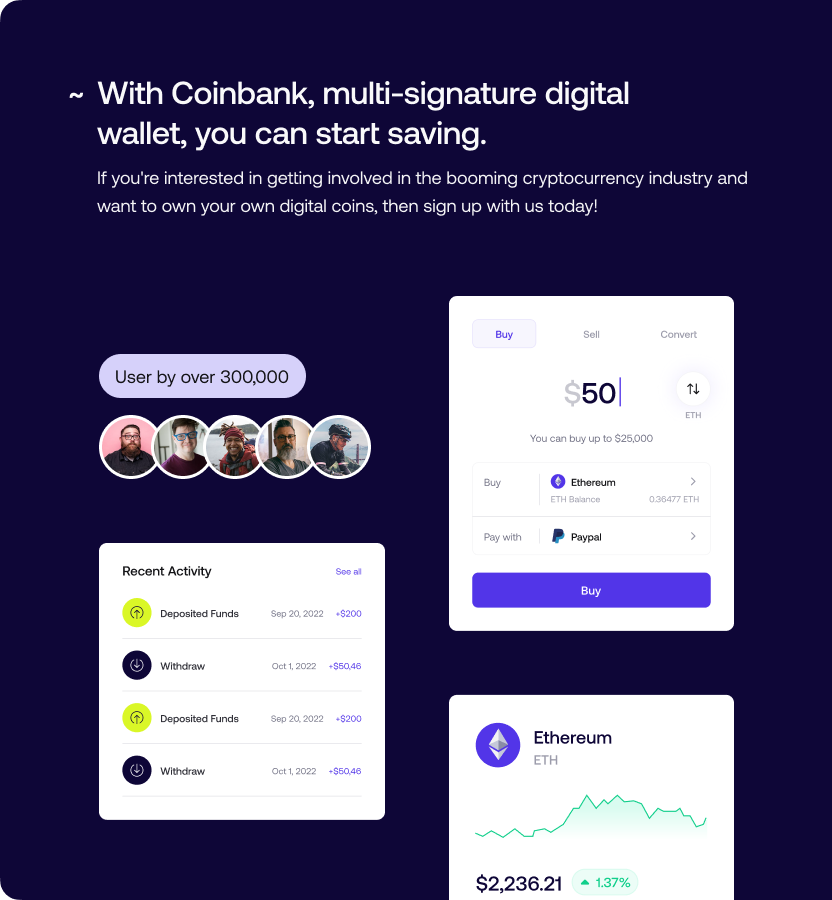 ~ With Coinbank, multi-signature digital
wallet, you can start saving.
If you're interested in getting involved in the booming cryptocurrency industry and
want to own your own digital coins, then sign up with us today!
User by over 300,000
Recent Activity See all
Deposited Funds Sep 20, 2022 +$200
Withdraw Oct 1, 2022 +$50,46
Deposited Funds Sep 20, 2022 +$200
Withdraw Oct 1, 2022 +$50,46
Buy Sell Convert
$50
ETH
You can buy up to $25,000
Buy Ethereum
ETH Balance 0.36477 ETH
Pay with Paypal
Buy
Ethereum
ETH
$2,236.21 1.37%